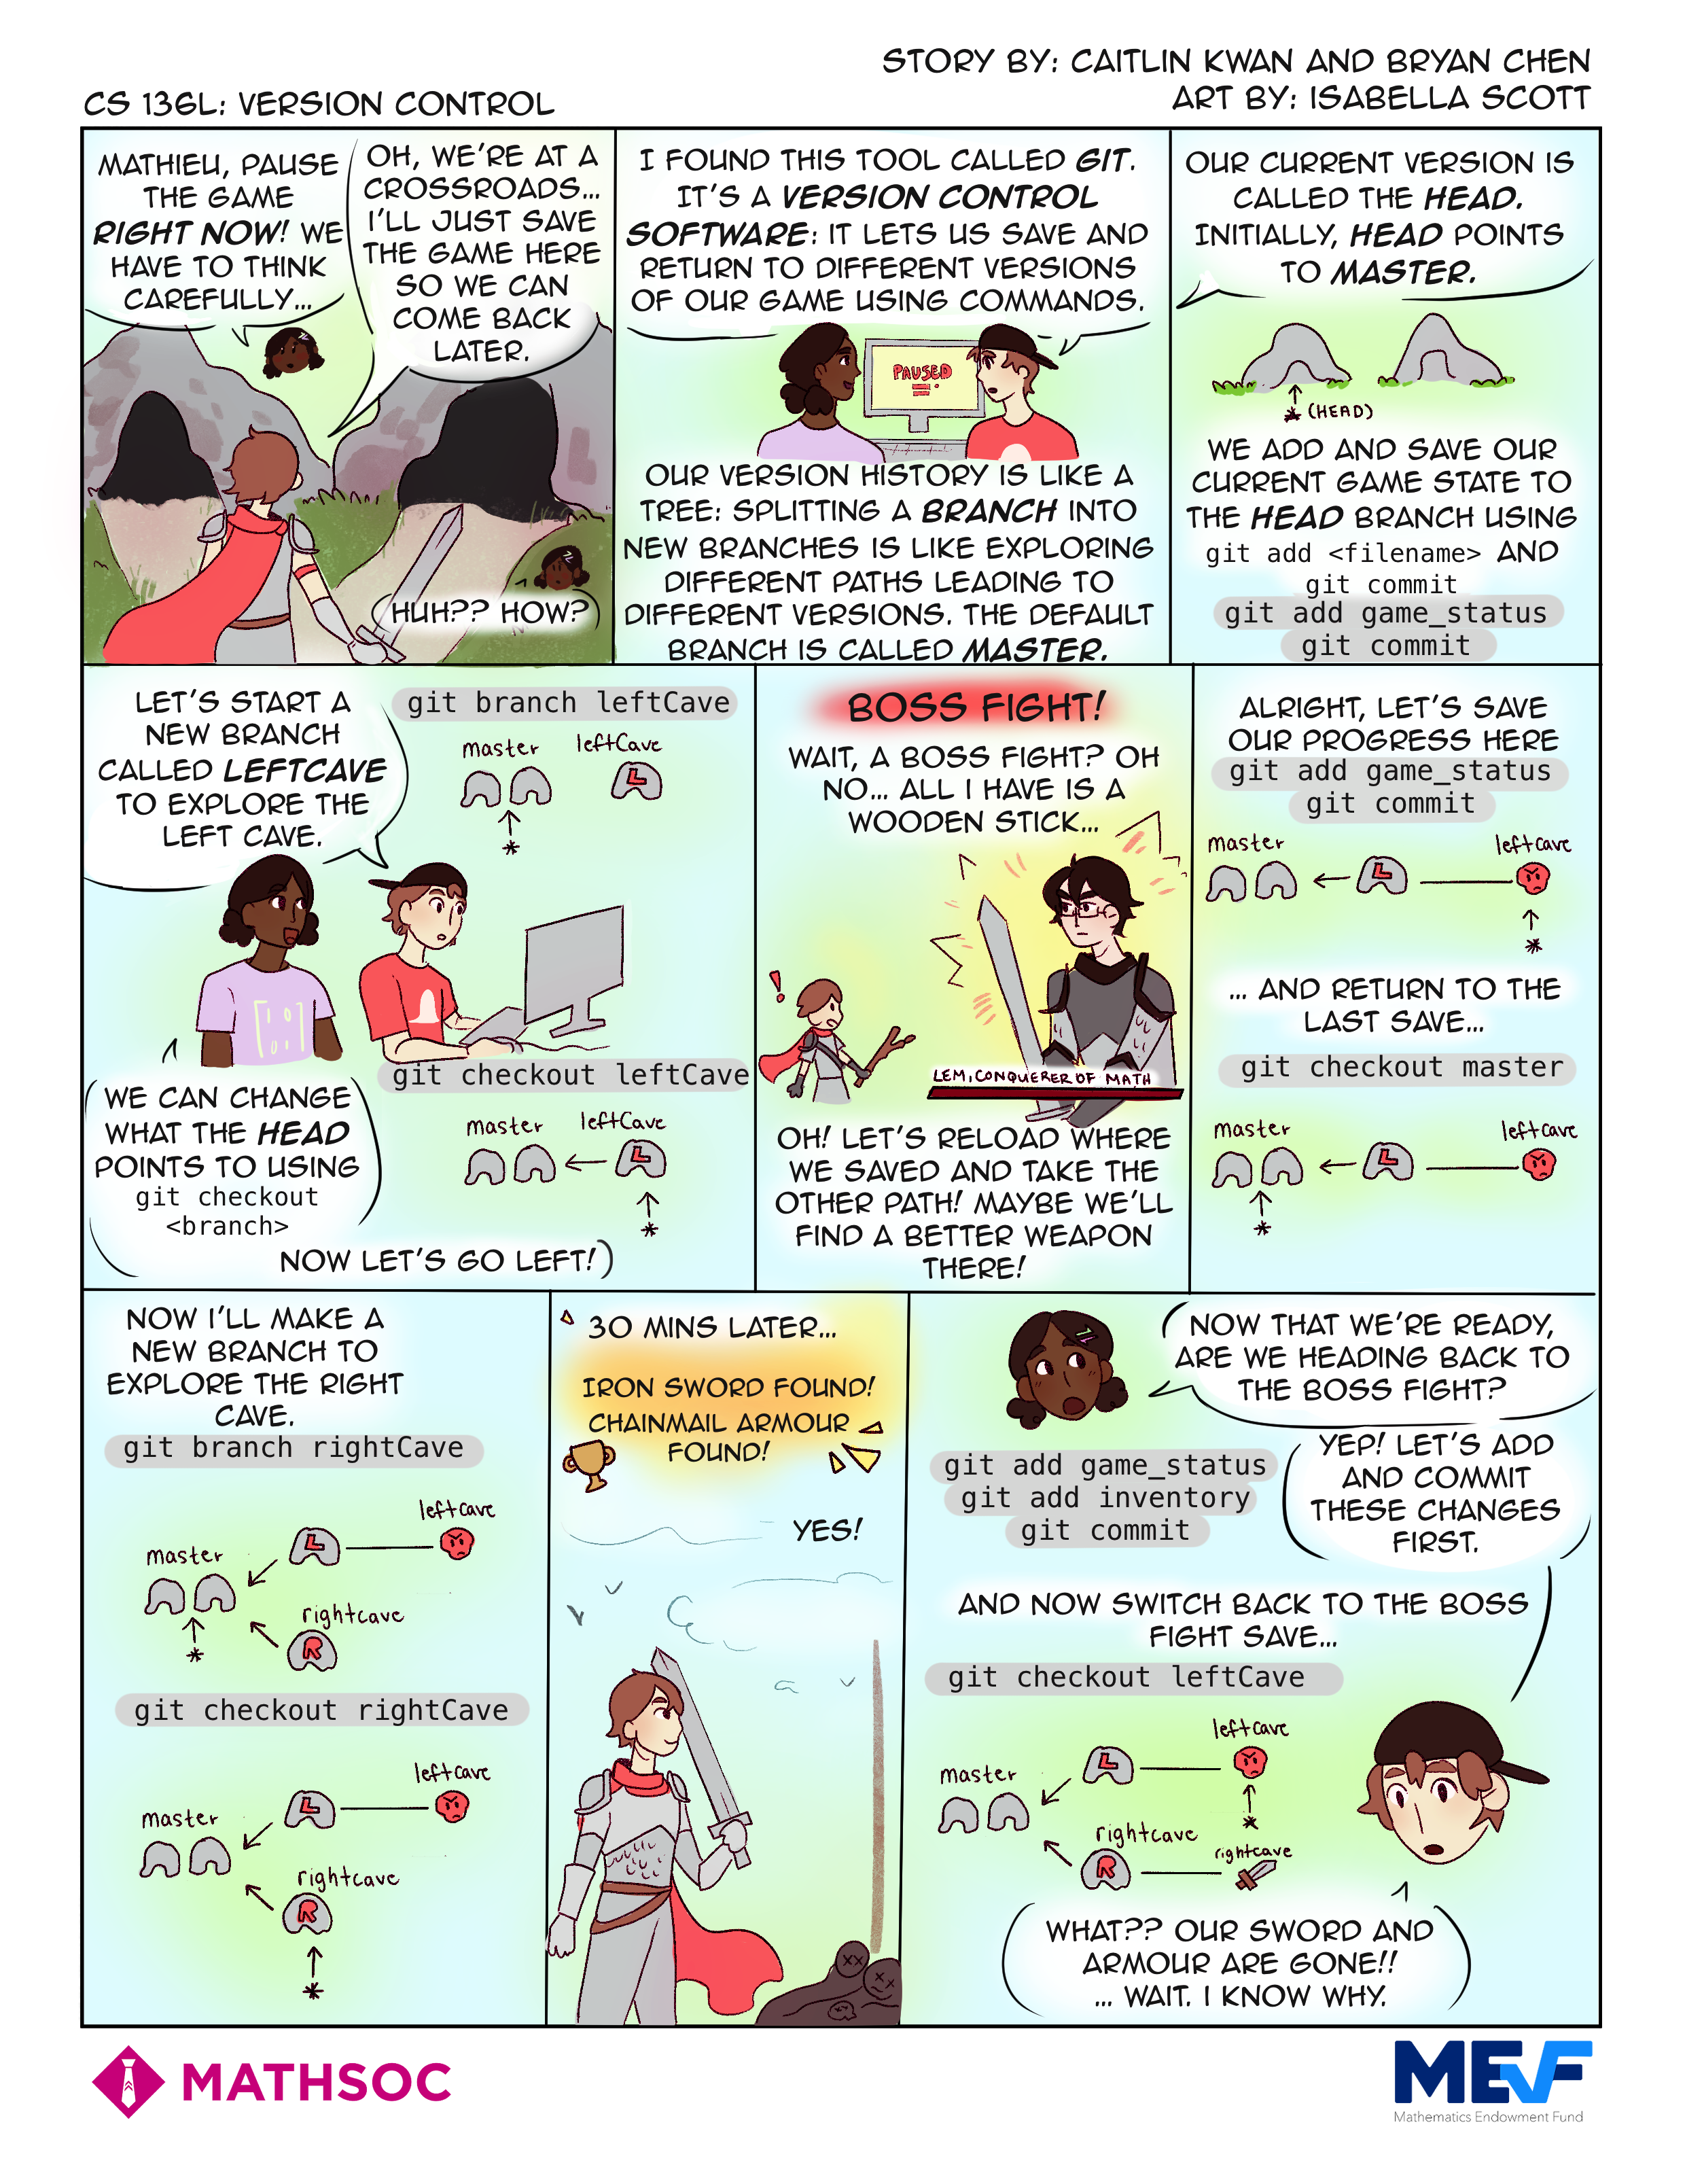 STORY BY: CAITLIN KWAN AND BRYAN CHEN
CS 136L: VERSION CONTROL
ART BY: ISABELLA SCOTT
MATHIEU, PAUSE
THE GAME
RIGHT NOW! WE
HAVE TO THINK
CAREFULLY...
OH, WE'RE AT A
CROSSROADS...
I'LL JUST SAVE
THE GAME HERE
SO WE CAN
COME BACK
LATER.
HUH?? HOW?
I FOUND THIS TOOL CALLED GIT.
IT'S A VERSION CONTROL
SOFTWARE: IT LETS US SAVE AND
RETURN TO DIFFERENT VERSIONS
OF OUR GAME USING COMMANDS.
PAUSED
OUR VERSION HISTORY IS LIKE A
TREE: SPLITTING A BRANCH INTO
NEW BRANCHES IS LIKE EXPLORING
DIFFERENT PATHS LEADING TO
DIFFERENT VERSIONS. THE DEFAULT
BRANCH IS CALLED MASTER.
OUR CURRENT VERSION IS
CALLED THE HEAD.
INITIALLY, HEAD POINTS
TO MASTER.
* (HEAD)
WE ADD AND SAVE OUR
CURRENT GAME STATE TO
THE HEAD BRANCH USING
git add <filename> AND
git commit
git add game_status
git commit
LET'S START A
NEW BRANCH
CALLED LEFTCAVE
TO EXPLORE THE
LEFT CAVE.
git branch leftCave
master leftCave
L
*
[1 0
0 1]
WE CAN CHANGE
WHAT THE HEAD
POINTS TO USING
git checkout
<branch>
NOW LET'S GO LEFT!
git checkout leftCave
master leftCave
L
*
BOSS FIGHT!
WAIT, A BOSS FIGHT? OH
NO... ALL I HAVE IS A
WOODEN STICK...
!
LEM, CONQUERER OF MATH
OH! LET'S RELOAD WHERE
WE SAVED AND TAKE THE
OTHER PATH! MAYBE WE'LL
FIND A BETTER WEAPON
THERE!
ALRIGHT, LET'S SAVE
OUR PROGRESS HERE
git add game_status
git commit
master leftcave
L
*
... AND RETURN TO THE
LAST SAVE...
git checkout master
master leftcave
L
*
NOW I'LL MAKE A
NEW BRANCH TO
EXPLORE THE RIGHT
CAVE.
git branch rightCave
leftcave
L
master
rightcave
R
*
git checkout rightCave
leftcave
L
master
rightcave
R
*
30 MINS LATER...
IRON SWORD FOUND!
CHAINMAIL ARMOUR
FOUND!
YES!
NOW THAT WE'RE READY,
ARE WE HEADING BACK TO
THE BOSS FIGHT?
YEP! LET'S ADD
AND COMMIT
THESE CHANGES
FIRST.
git add game_status
git add inventory
git commit
AND NOW SWITCH BACK TO THE BOSS
FIGHT SAVE...
git checkout leftCave
leftcave
L
master
*
rightcave
rightcave
R
WHAT?? OUR SWORD AND
ARMOUR ARE GONE!!
... WAIT. I KNOW WHY.
MATHSOC
MEF
Mathematics Endowment Fund